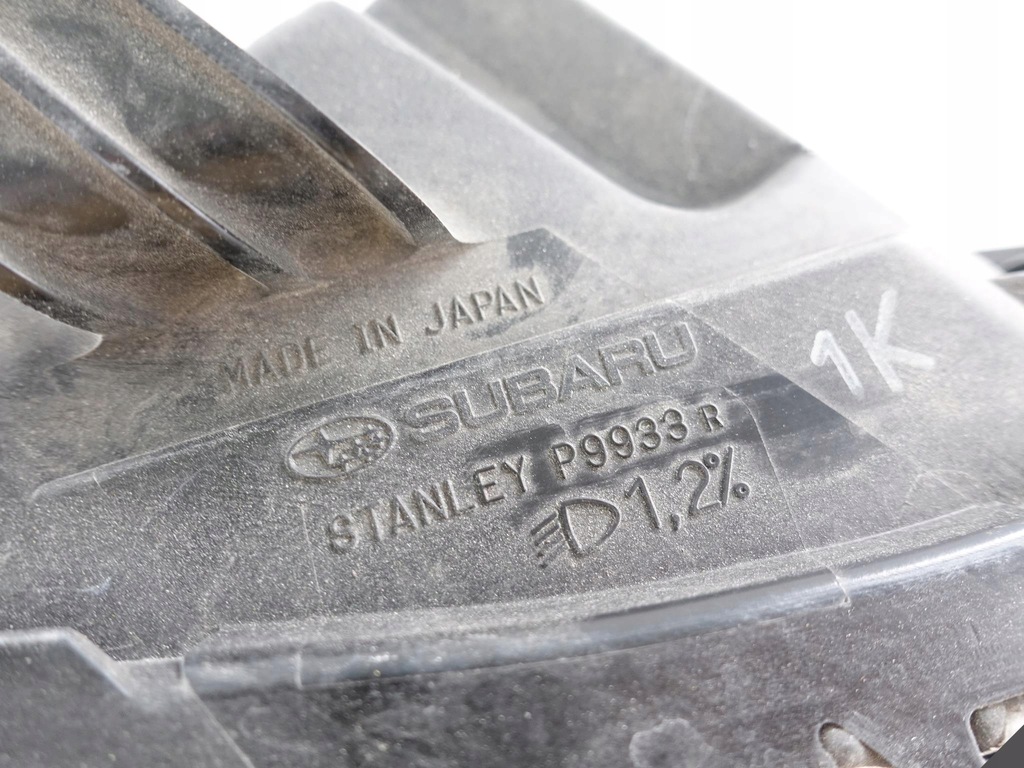 MADE IN JAPAN
SUBARU
1K
STANLEY P9933 R
1,2%